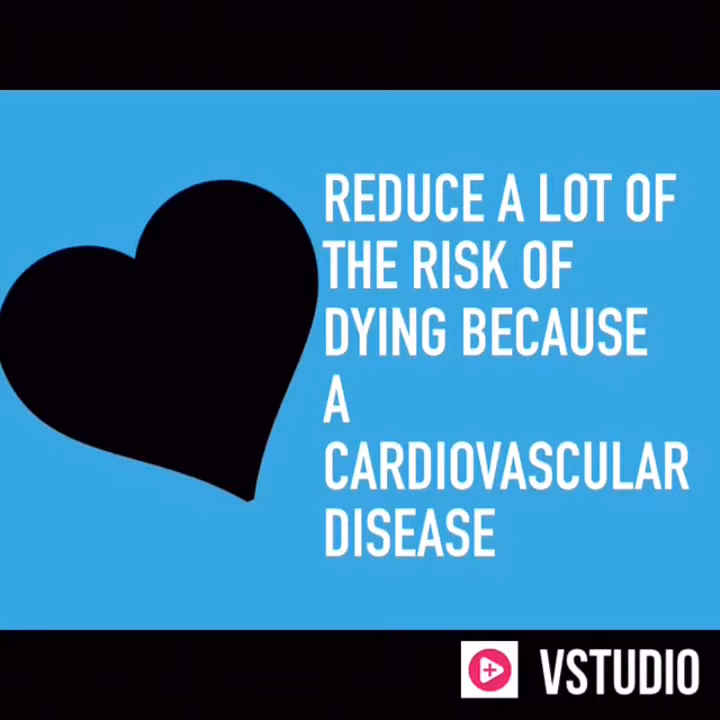 REDUCE A LOT OF
THE RISK OF
DYING BECAUSE
A
CARDIOVASCULAR
DISEASE
VSTUDIO